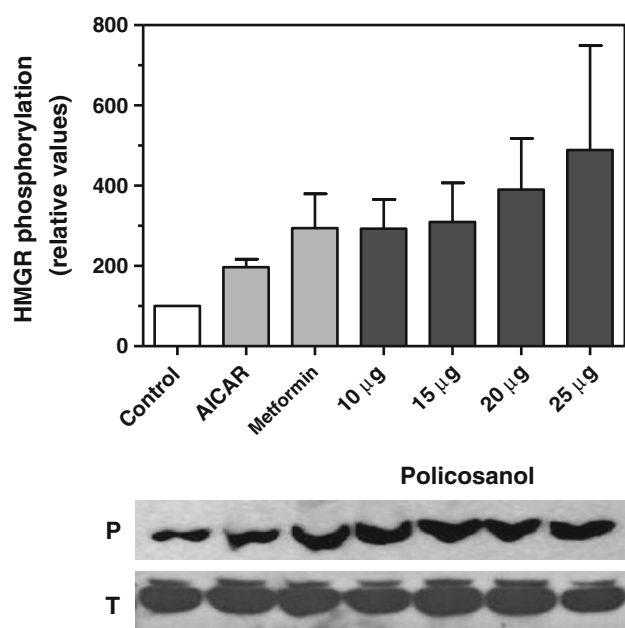 HMGR phosphorylation
(relative values)
800
600
400
200
0
Control
AICAR
Metformin
10 μg
15 μg
20 μg
25 μg
Policosanol
P
T